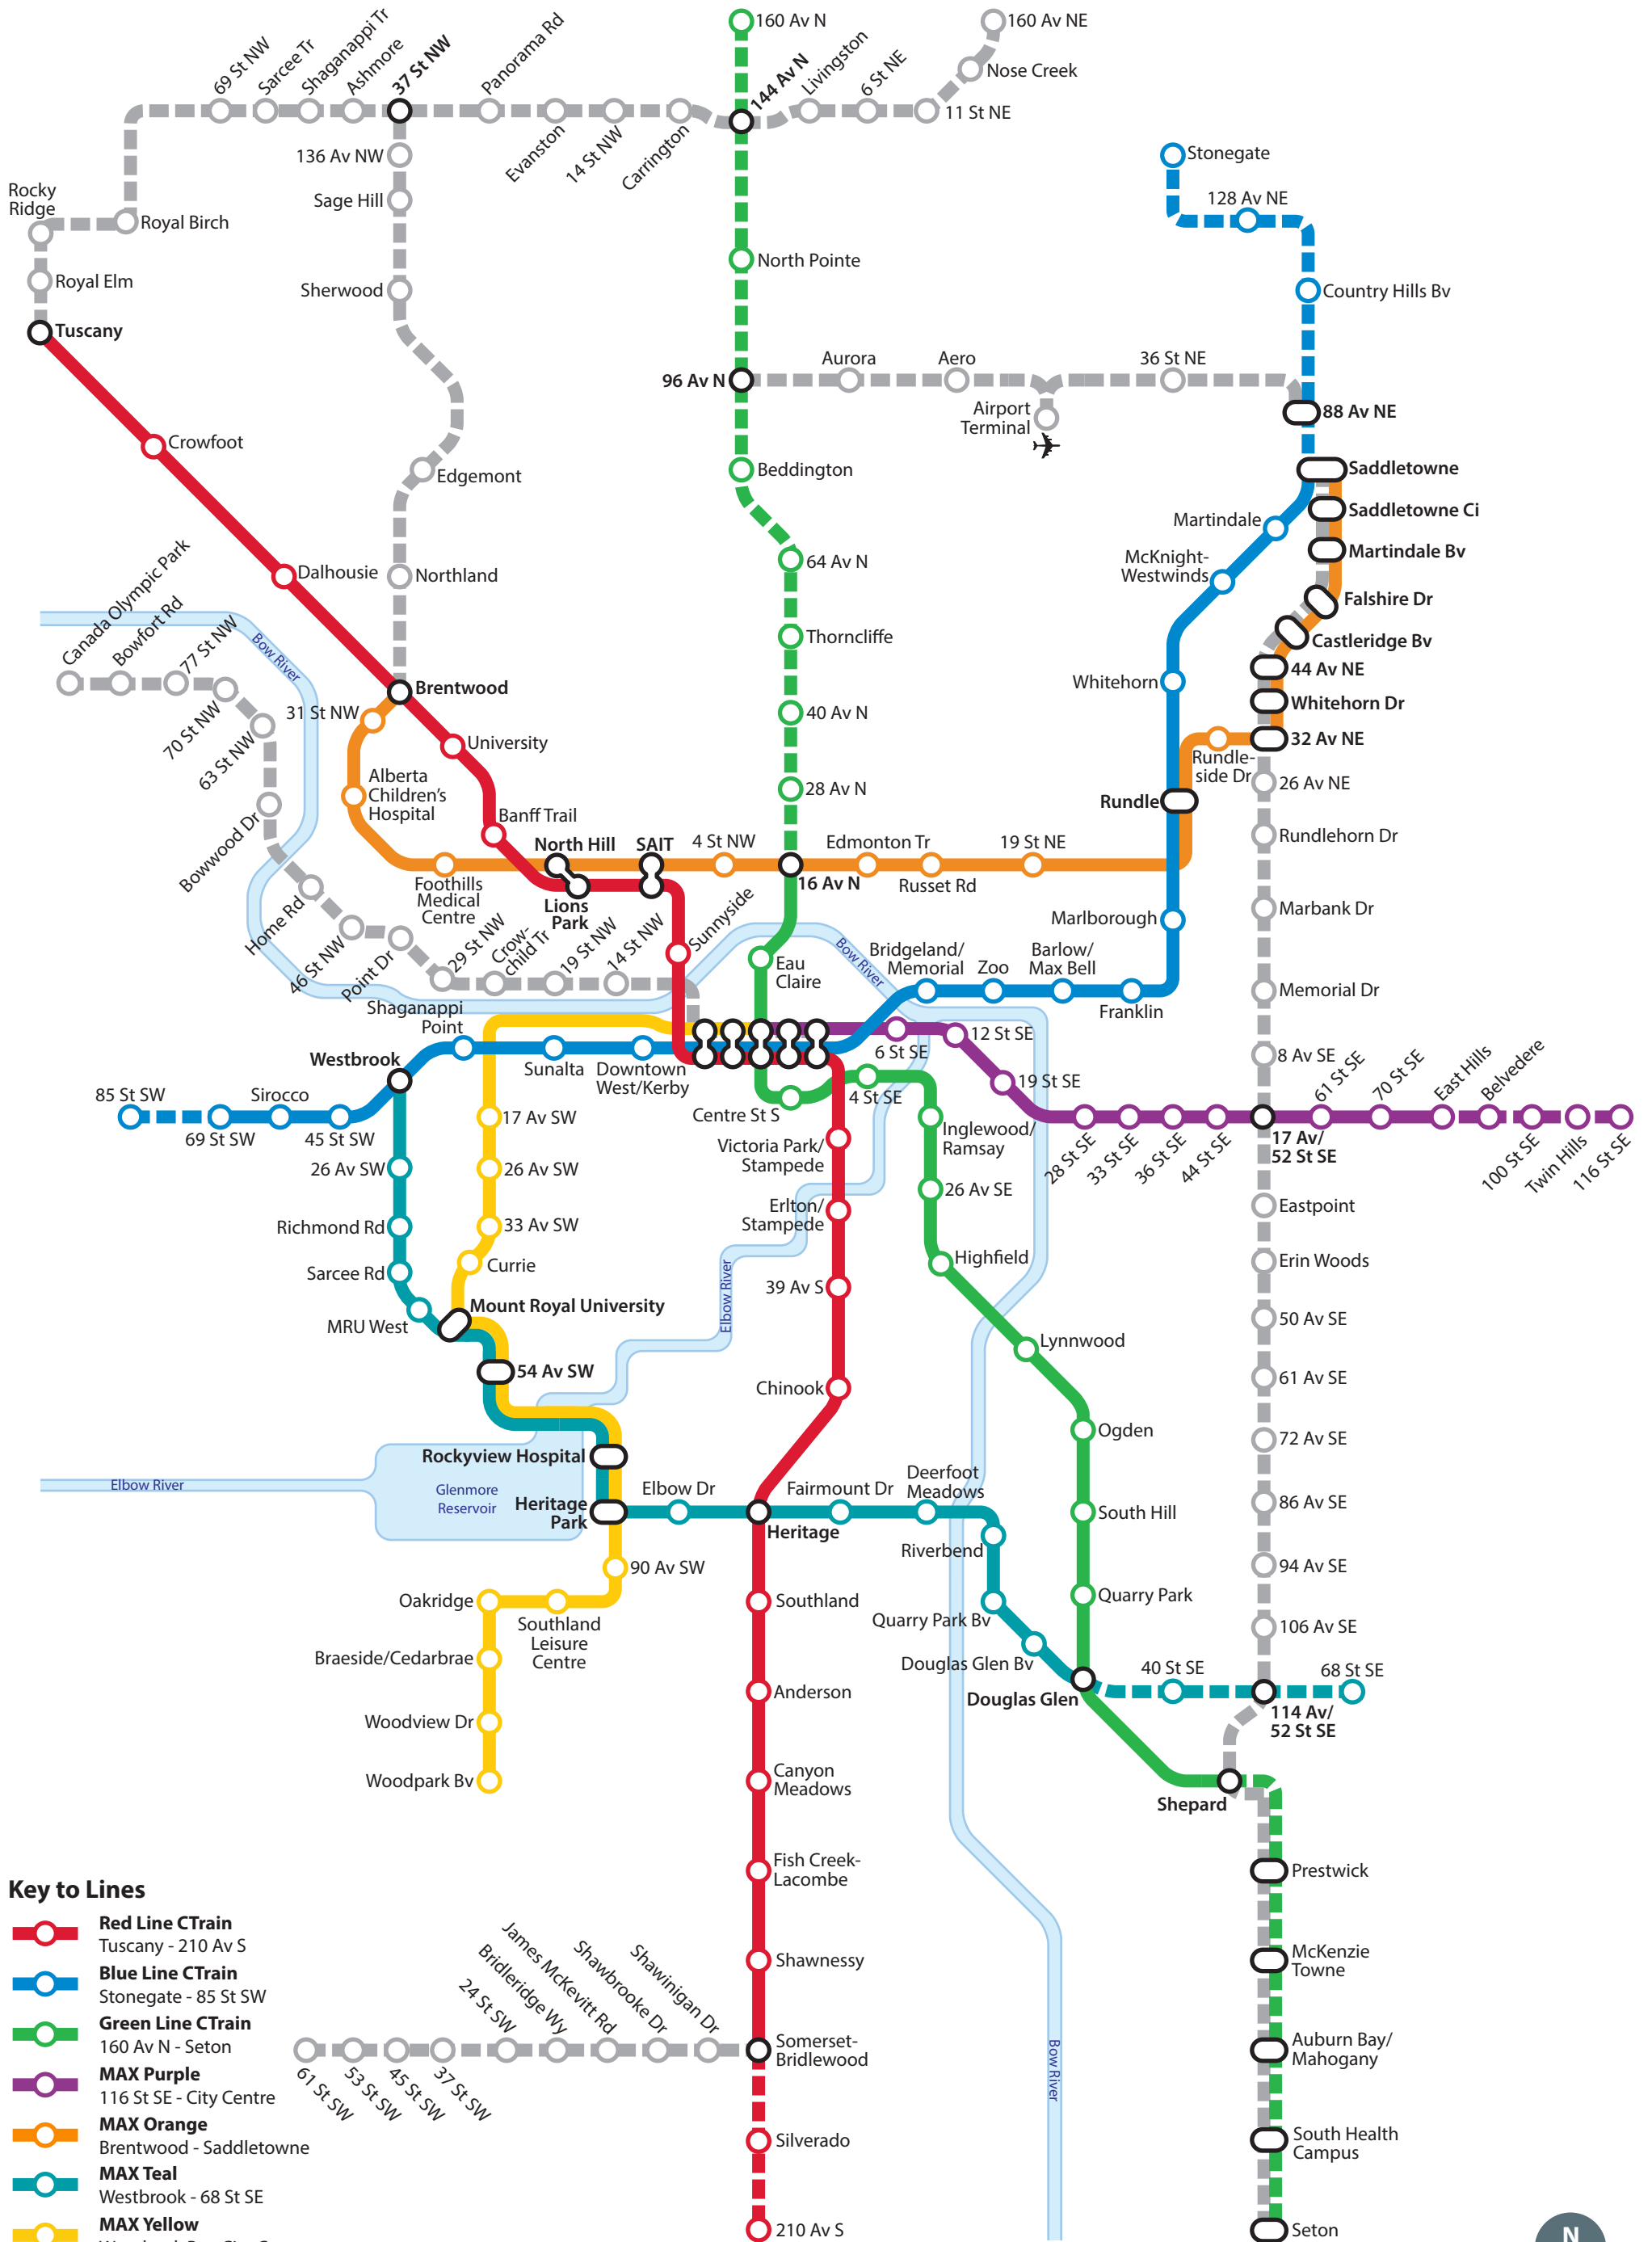 160 Av N
160 Av NE
69 St NW
Sarcee Tr
Shaganappi Tr
Ashmore
37 St NW
Panorama Rd
144 Av N
Livingston
6 St NE
Nose Creek
11 St NE
136 Av NW
Evanston
14 St NW
Carrington
Stonegate
Rocky
Ridge
Royal Birch
Sage Hill
128 Av NE
Royal Elm
Sherwood
North Pointe
Country Hills Bv
Tuscany
96 Av N
Aurora
Aero
36 St NE
Airport
Terminal
88 Av NE
Crowfoot
Edgemont
Beddington
Saddletowne
Saddletowne Ci
Martindale
Martindale Bv
McKnight-
Westwinds
Falshire Dr
Castleridge Bv
Dalhousie
Northland
64 Av N
Canada Olympic Park
Bowfort Rd
77 St NW
Bow River
Thorncliffe
44 Av NE
Whitehorn
Whitehorn Dr
Brentwood
70 St NW
63 St NW
31 St NW
University
40 Av N
32 Av NE
Rundle-
side Dr
26 Av NE
Alberta
Children's
Hospital
28 Av N
Rundle
Banff Trail
Rundlehorn Dr
Bowwood Dr
North Hill
SAIT
4 St NW
Edmonton Tr
19 St NE
Foothills
Medical
Centre
Lions
Park
16 Av N
Russet Rd
Home Rd
46 St NW
Point Dr
29 St NW
Crow-
child Tr
19 St NW
14 St NW
Sunnyside
Marlborough
Marbank Dr
Eau
Claire
Bow River
Bridgeland/
Memorial
Zoo
Barlow/
Max Bell
Franklin
Memorial Dr
Shaganappi
Point
Westbrook
Sunalta
Downtown
West/Kerby
6 St SE
12 St SE
8 Av SE
85 St SW
Sirocco
69 St SW
45 St SW
17 Av SW
Centre St S
4 St SE
19 St SE
61 St SE
70 St SE
East Hills
Belvedere
Inglewood/
Ramsay
28 St SE
33 St SE
36 St SE
44 St SE
17 Av/
52 St SE
100 St SE
Twin Hills
116 St SE
Victoria Park/
Stampede
26 Av SW
26 Av SW
26 Av SE
Erlton/
Stampede
Eastpoint
Richmond Rd
33 Av SW
Highfield
Erin Woods
Sarcee Rd
Currie
39 Av S
Elbow River
Mount Royal University
MRU West
50 Av SE
Lynnwood
54 Av SW
Chinook
61 Av SE
Ogden
72 Av SE
Rockyview Hospital
Elbow River
Glenmore
Reservoir
Heritage
Park
Elbow Dr
Heritage
Fairmount Dr
Deerfoot
Meadows
South Hill
86 Av SE
Riverbend
90 Av SW
94 Av SE
Oakridge
Southland
Leisure
Centre
Southland
Quarry Park Bv
Quarry Park
106 Av SE
Braeside/Cedarbrae
Douglas Glen Bv
Anderson
Douglas Glen
40 St SE
68 St SE
114 Av/
52 St SE
Woodview Dr
Woodpark Bv
Canyon
Meadows
Shepard
Fish Creek-
Lacombe
Prestwick
Shawnessy
McKenzie
Towne
24 St SW
Bridleridge Wy
James McKevitt Rd
Shawbrooke Dr
Shawinigan Dr
61 St SW
53 St SW
45 St SW
37 St SW
Somerset-
Bridlewood
Bow River
Auburn Bay/
Mahogany
Silverado
South Health
Campus
210 Av S
Seton
N
Key to Lines
Red Line CTrain
Tuscany - 210 Av S
Blue Line CTrain
Stonegate - 85 St SW
Green Line CTrain
160 Av N - Seton
MAX Purple
116 St SE - City Centre
MAX Orange
Brentwood - Saddletowne
MAX Teal
Westbrook - 68 St SE
MAX Yellow